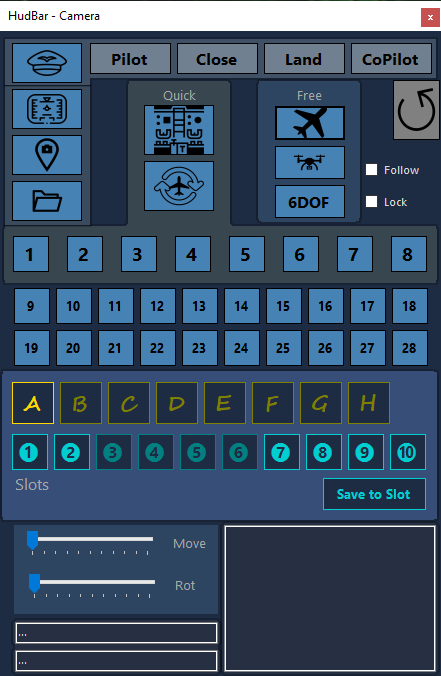 HudBar - Camera
x
Pilot Close Land CoPilot
Quick Free
Follow
6DOF Lock
1 2 3 4 5 6 7 8
9 10 11 12 13 14 15 16 17 18
19 20 21 22 23 24 25 26 27 28
A B C D E F G H
1 2 3 4 5 6 7 8 9 10
Slots
Save to Slot
Move
Rot
...
...